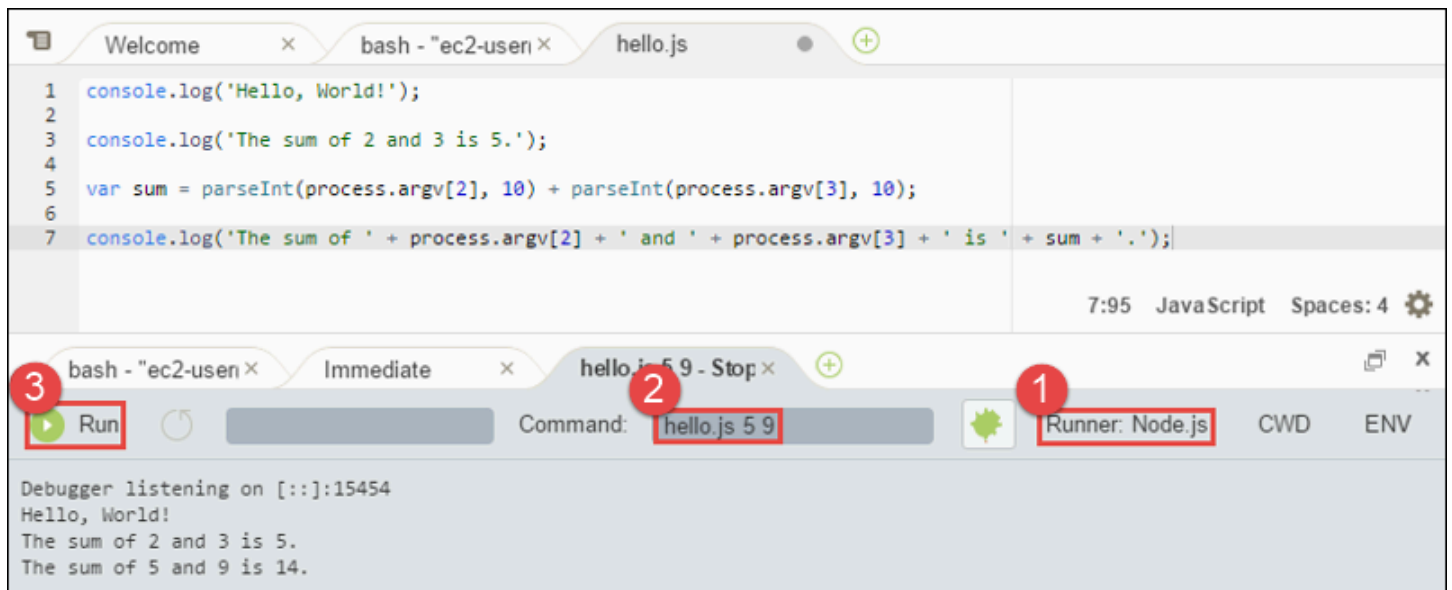 Welcome × bash - "ec2-user × hello.js
1 console.log('Hello, World!');
2
3 console.log('The sum of 2 and 3 is 5.');
4
5 var sum = parseInt(process.argv[2], 10) + parseInt(process.argv[3], 10);
6
7 console.log('The sum of ' + process.argv[2] + ' and ' + process.argv[3] + ' is ' + sum + '.');
7:95 JavaScript Spaces: 4
bash - "ec2-user × Immediate × hello.js 5 9 - Stop ×
3 2 1
Run Command: hello.js 5 9 Runner: Node.js CWD ENV
Debugger listening on [::]:15454
Hello, World!
The sum of 2 and 3 is 5.
The sum of 5 and 9 is 14.